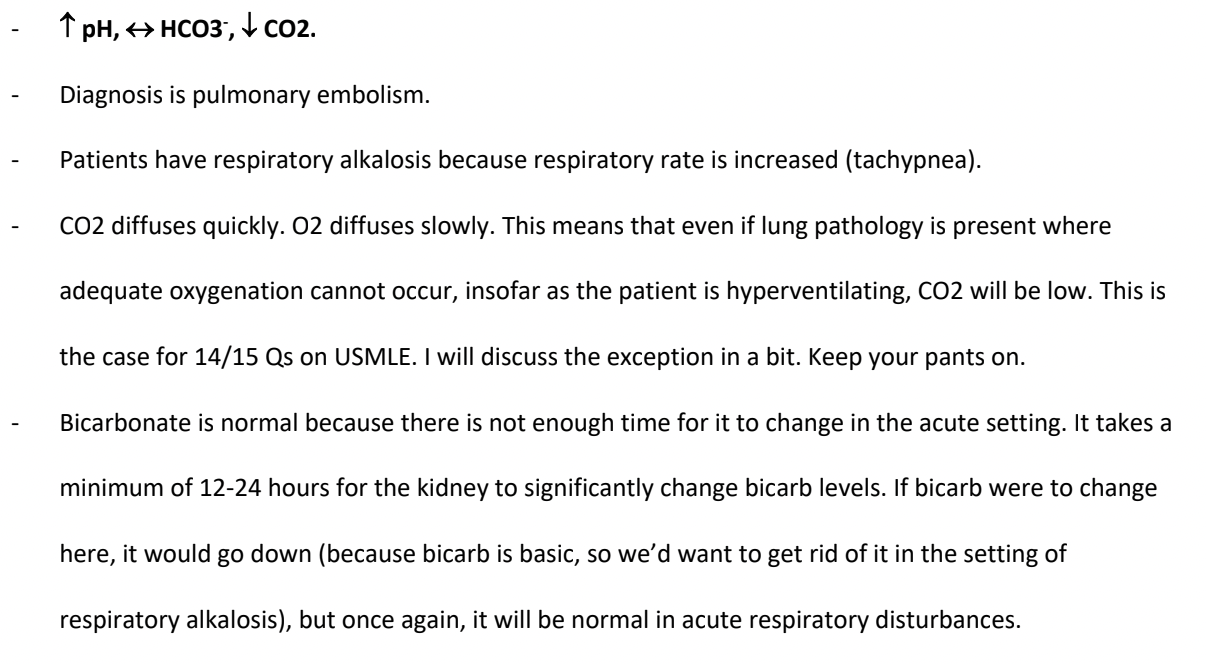 - ↑ pH, ↔ HCO3⁻, ↓ CO2.
- Diagnosis is pulmonary embolism.
- Patients have respiratory alkalosis because respiratory rate is increased (tachypnea).
- CO2 diffuses quickly. O2 diffuses slowly. This means that even if lung pathology is present where
adequate oxygenation cannot occur, insofar as the patient is hyperventilating, CO2 will be low. This is
the case for 14/15 Qs on USMLE. I will discuss the exception in a bit. Keep your pants on.
- Bicarbonate is normal because there is not enough time for it to change in the acute setting. It takes a
minimum of 12-24 hours for the kidney to significantly change bicarb levels. If bicarb were to change
here, it would go down (because bicarb is basic, so we’d want to get rid of it in the setting of
respiratory alkalosis), but once again, it will be normal in acute respiratory disturbances.